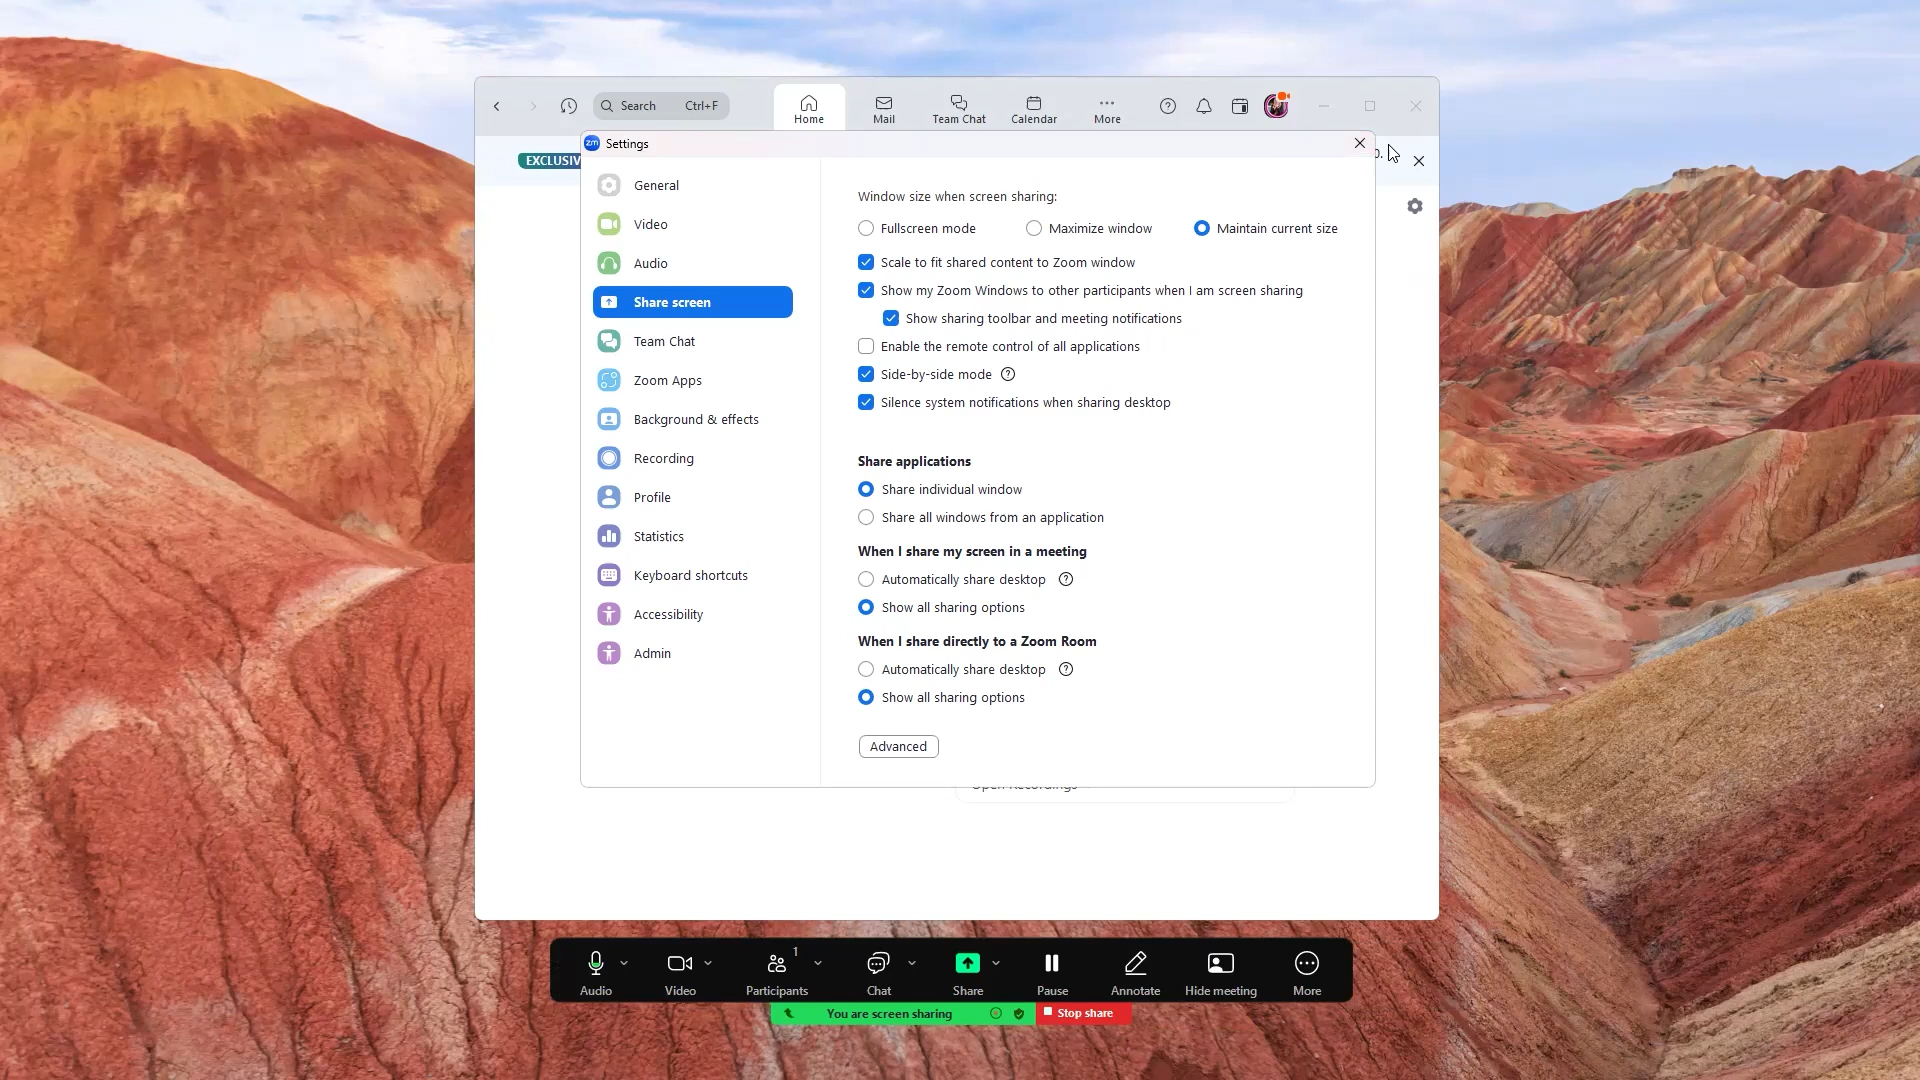 Search Ctrl+F
Home
Mail
Team Chat
Calendar
More
EXCLUSIV
zm Settings
0.
General
Video
Audio
Share screen
Team Chat
Zoom Apps
Background & effects
Recording
Profile
Statistics
Keyboard shortcuts
Accessibility
Admin
Window size when screen sharing:
Fullscreen mode Maximize window Maintain current size
Scale to fit shared content to Zoom window
Show my Zoom Windows to other participants when I am screen sharing
Show sharing toolbar and meeting notifications
Enable the remote control of all applications
Side-by-side mode
Silence system notifications when sharing desktop
Share applications
Share individual window
Share all windows from an application
When I share my screen in a meeting
Automatically share desktop
Show all sharing options
When I share directly to a Zoom Room
Automatically share desktop
Show all sharing options
Advanced
Open Recordings
1
Audio Video Participants Chat Share Pause Annotate Hide meeting More
You are screen sharing Stop share